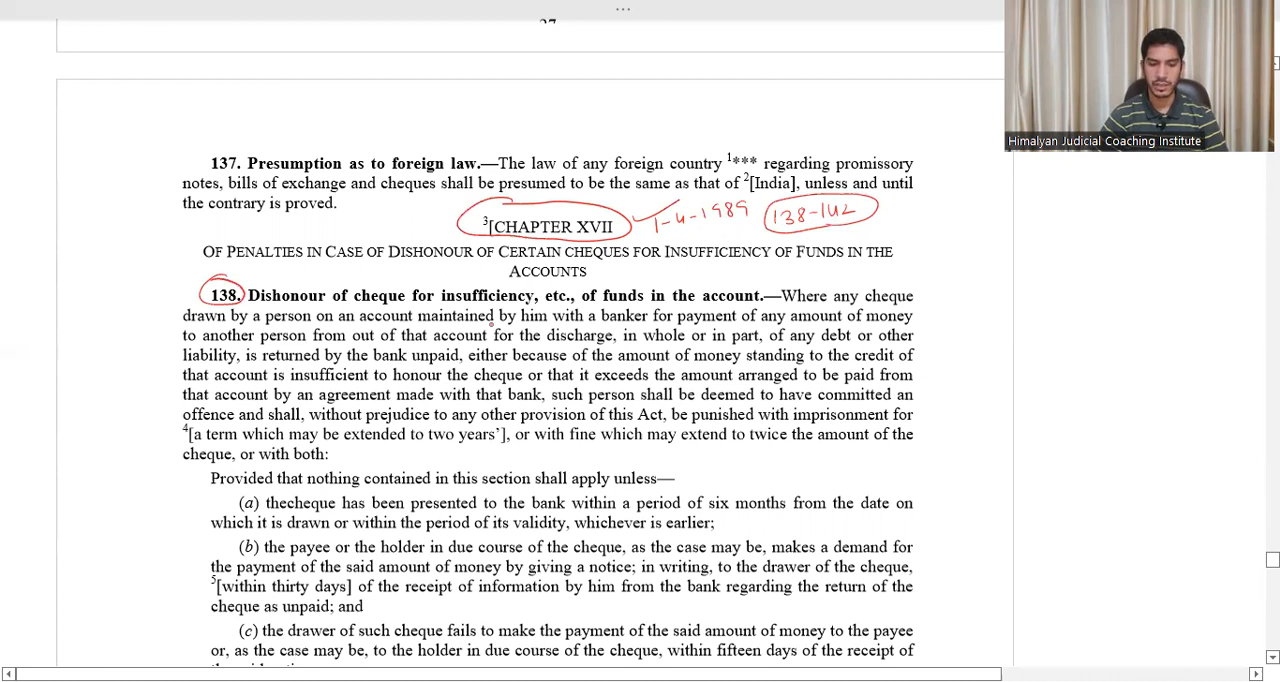 ...
27
Himalyan Judicial Coaching Institute
137. Presumption as to foreign law.—The law of any foreign country 1*** regarding promissory
notes, bills of exchange and cheques shall be presumed to be the same as that of 2[India], unless and until
the contrary is proved.
1-4-1989 138-142
3[CHAPTER XVII
OF PENALTIES IN CASE OF DISHONOUR OF CERTAIN CHEQUES FOR INSUFFICIENCY OF FUNDS IN THE
ACCOUNTS
138. Dishonour of cheque for insufficiency, etc., of funds in the account.—Where any cheque
drawn by a person on an account maintained by him with a banker for payment of any amount of money
to another person from out of that account for the discharge, in whole or in part, of any debt or other
liability, is returned by the bank unpaid, either because of the amount of money standing to the credit of
that account is insufficient to honour the cheque or that it exceeds the amount arranged to be paid from
that account by an agreement made with that bank, such person shall be deemed to have committed an
offence and shall, without prejudice to any other provision of this Act, be punished with imprisonment for
4[a term which may be extended to two years’], or with fine which may extend to twice the amount of the
cheque, or with both:
Provided that nothing contained in this section shall apply unless—
(a) thecheque has been presented to the bank within a period of six months from the date on
which it is drawn or within the period of its validity, whichever is earlier;
(b) the payee or the holder in due course of the cheque, as the case may be, makes a demand for
the payment of the said amount of money by giving a notice; in writing, to the drawer of the cheque,
5[within thirty days] of the receipt of information by him from the bank regarding the return of the
cheque as unpaid; and
(c) the drawer of such cheque fails to make the payment of the said amount of money to the payee
or, as the case may be, to the holder in due course of the cheque, within fifteen days of the receipt of